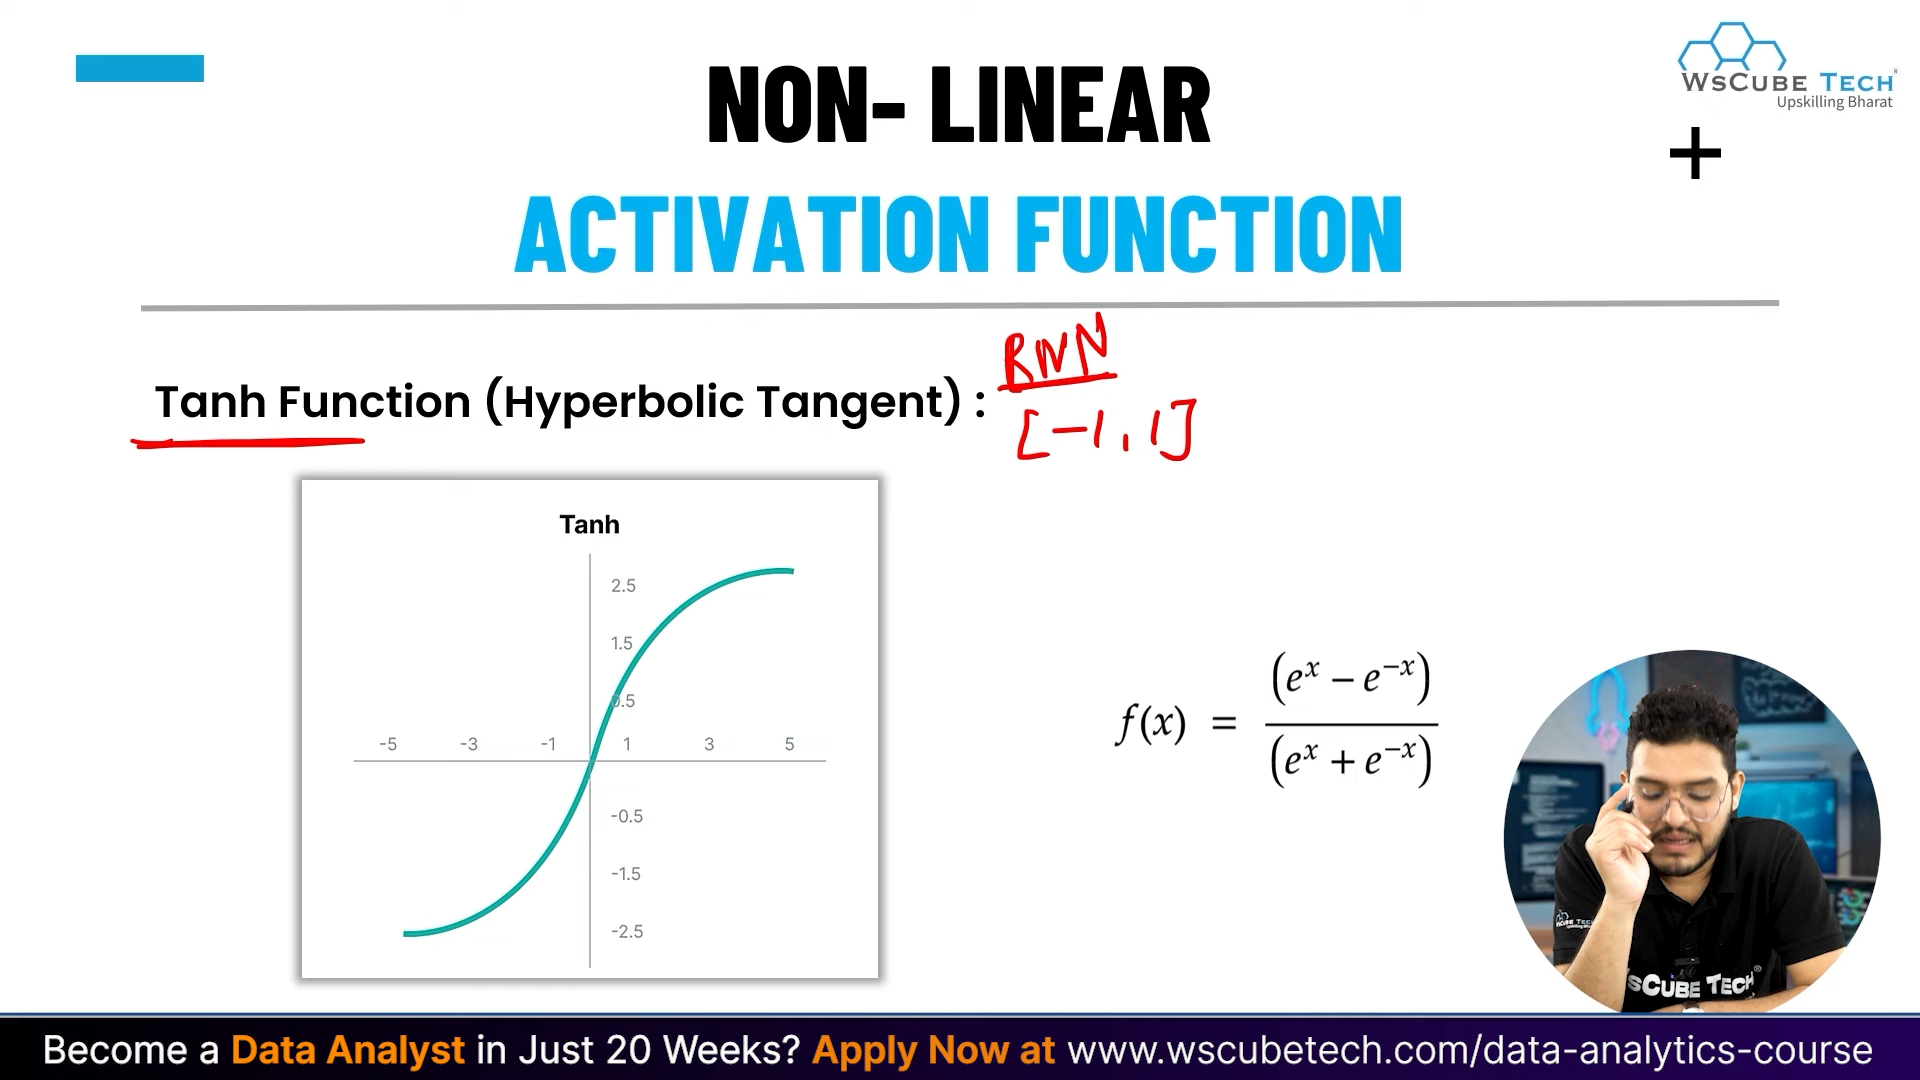 WSCUBE TECH
Upskilling Bharat
NON- LINEAR
ACTIVATION FUNCTION
RNN
Tanh Function (Hyperbolic Tangent) :
[-1, 1]
Tanh
2.5
1.5
0.5
-5 -3 -1 1 3 5
-0.5
-1.5
-2.5
f(x) = (e^x − e^−x) / (e^x + e^−x)
WSCUBE TECH
Become a Data Analyst in Just 20 Weeks? Apply Now at www.wscubetech.com/data-analytics-course